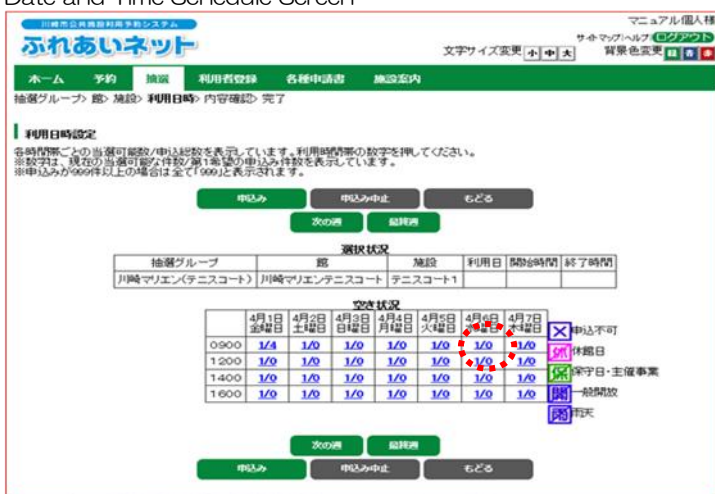 Date and Time Schedule Screen
川崎市公共施設利用予約システム
ふれあいネット
マニュアル個人様
サイトマップ ヘルプ ログアウト
文字サイズ変更 小 中 大 背景色変更
ホーム 予約 抽選 利用者登録 各種申請書 施設案内
抽選グループ> 館> 施設> 利用日時> 内容確認> 完了
利用日時設定
各時間帯ごとの当選可能数/申込総数を表示しています。利用時間帯の数字を押してください。
※数字は、現在の当選可能な件数/第1希望の申込み件数を表示しています。
※申込みが999件以上の場合は全て「999」と表示されます。
申込み 申込み中止 もどる
次の週 最終週
選択状況
抽選グループ 館 施設 利用日 開始時間 終了時間
川崎マリエン(テニスコート) 川崎マリエンテニスコート テニスコート1
空き状況
4月1日 4月2日 4月3日 4月4日 4月5日 4月6日 4月7日
金曜日 土曜日 日曜日 月曜日 火曜日 水曜日 木曜日
0900 1/4 1/0 1/0 1/0 1/0 1/0 1/0
1200 1/0 1/0 1/0 1/0 1/0 1/0 1/0
1400 1/0 1/0 1/0 1/0 1/0 1/0 1/0
1600 1/0 1/0 1/0 1/0 1/0 1/0 1/0
申込不可
休 休館日
保 保守日・主催事業
開 一般開放
雨 雨天
次の週 最終週
申込み 申込み中止 もどる